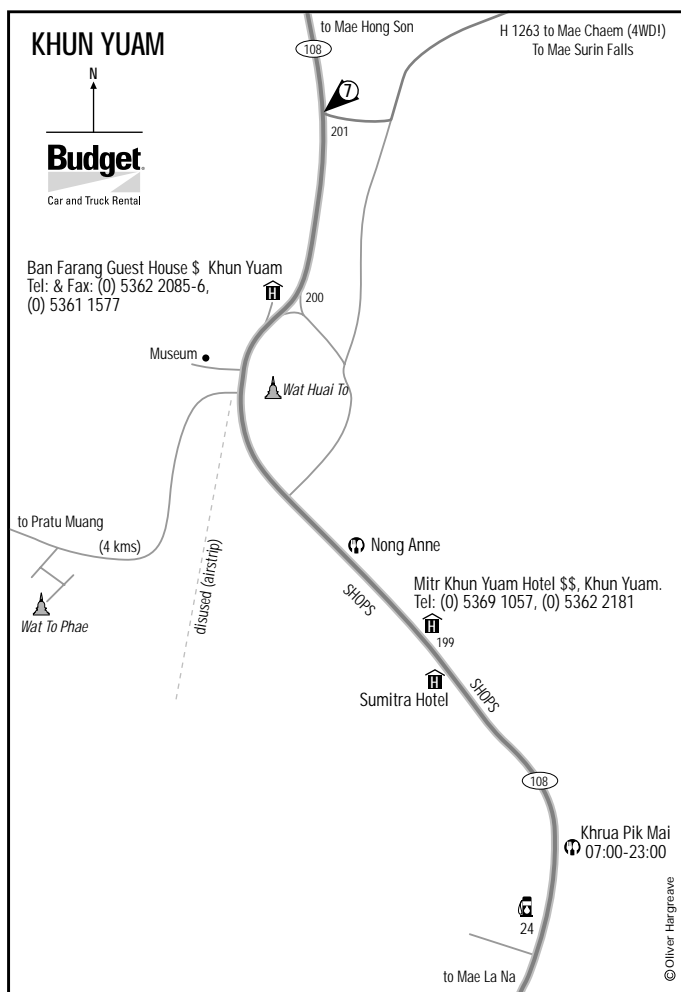 KHUN YUAM
N
Budget
Car and Truck Rental
to Mae Hong Son
108
H 1263 to Mae Chaem (4WD!)
To Mae Surin Falls
7
201
Ban Farang Guest House $ Khun Yuam
Tel: & Fax: (0) 5362 2085-6,
(0) 5361 1577
H
200
Museum
Wat Huai To
to Pratu Muang
(4 kms)
Wat To Phae
disused (airstrip)
Nong Anne
SHOPS
Mitr Khun Yuam Hotel $$, Khun Yuam.
Tel: (0) 5369 1057, (0) 5362 2181
H
199
H
Sumitra Hotel
SHOPS
108
Khrua Pik Mai
07:00-23:00
24
to Mae La Na
©Oliver Hargreave